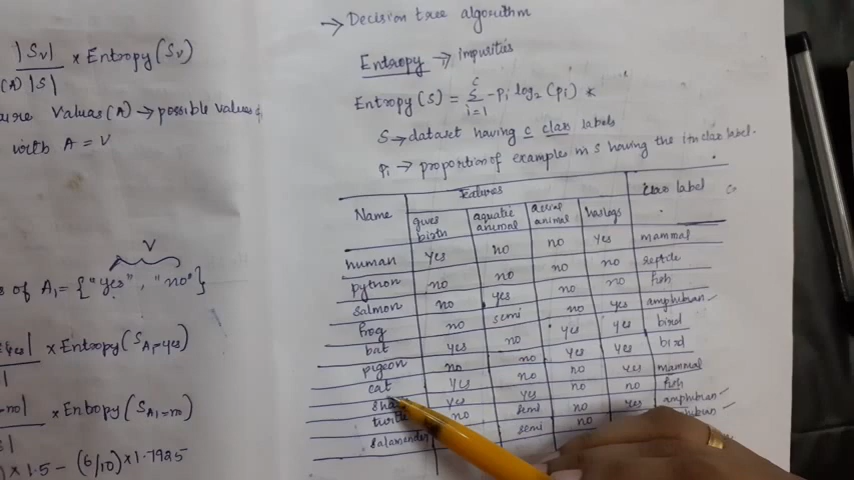 |Sv| × Entropy(Sv)
(A) |S|
Values(A) → possible values of
with A = V
V
s of A1 = {"yes", "no"}
× Entropy(SA1=yes)
× Entropy(SA1=no)
) × 1.5 - (6/10) × 1.7925
→ Decision tree algorithm
Entropy → impurities
Entropy(S) = c Σ i=1 -pi log2(pi) *
S → dataset having c class labels
pi → proportion of examples in S having the ith class label.
Name features class label
gives birth aquatic animal aerial animal has legs
human yes no no yes mammal
python no no no no reptile
salmon no yes no no fish
frog no semi no yes amphibian
bat yes no yes yes bird
pigeon no no yes yes bird
cat yes no no yes mammal
yes yes no no fish
turtle no semi no yes amphibian
salamander semi no